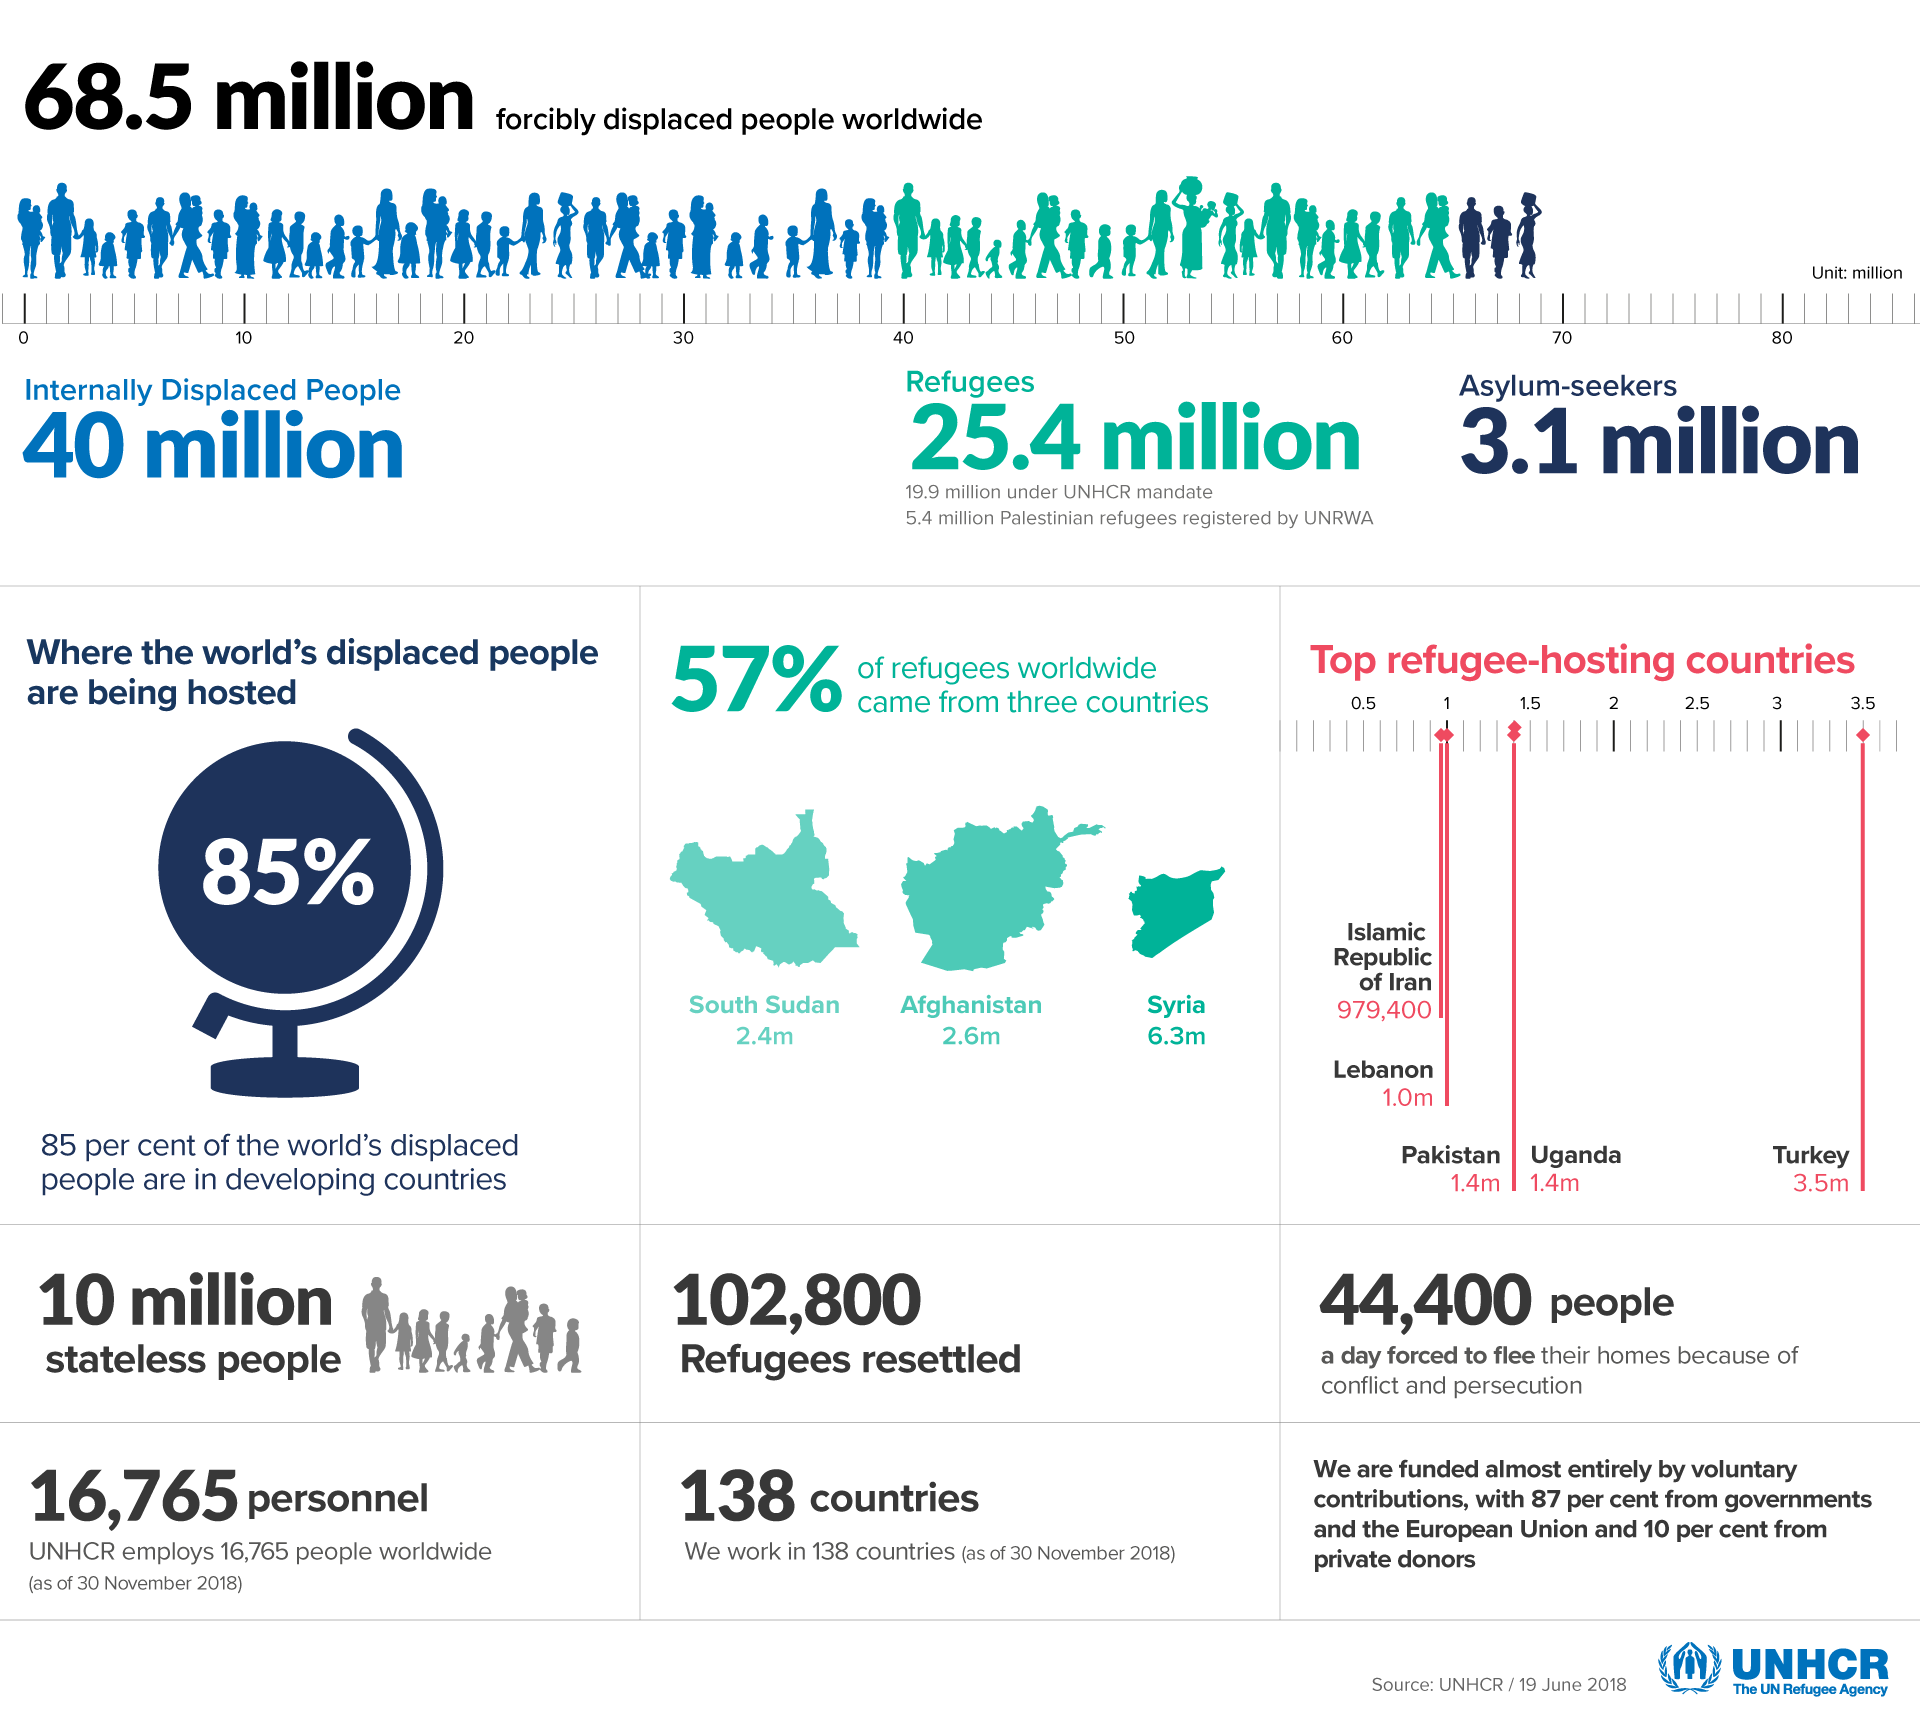 68.5 million forcibly displaced people worldwide
Unit: million
0 10 20 30 40 50 60 70 80
Internally Displaced People
40 million
Refugees
25.4 million
19.9 million under UNHCR mandate
5.4 million Palestinian refugees registered by UNRWA
Asylum-seekers
3.1 million
Where the world’s displaced people
are being hosted
85%
85 per cent of the world’s displaced
people are in developing countries
57% of refugees worldwide
came from three countries
South Sudan
2.4m
Afghanistan
2.6m
Syria
6.3m
Top refugee-hosting countries
0.5 1 1.5 2 2.5 3 3.5
Islamic
Republic
of Iran
979,400
Lebanon
1.0m
Pakistan
1.4m
Uganda
1.4m
Turkey
3.5m
10 million
stateless people
102,800
Refugees resettled
44,400 people
a day forced to flee their homes because of
conflict and persecution
16,765 personnel
UNHCR employs 16,765 people worldwide
(as of 30 November 2018)
138 countries
We work in 138 countries (as of 30 November 2018)
We are funded almost entirely by voluntary
contributions, with 87 per cent from governments
and the European Union and 10 per cent from
private donors
Source: UNHCR / 19 June 2018
UNHCR
The UN Refugee Agency